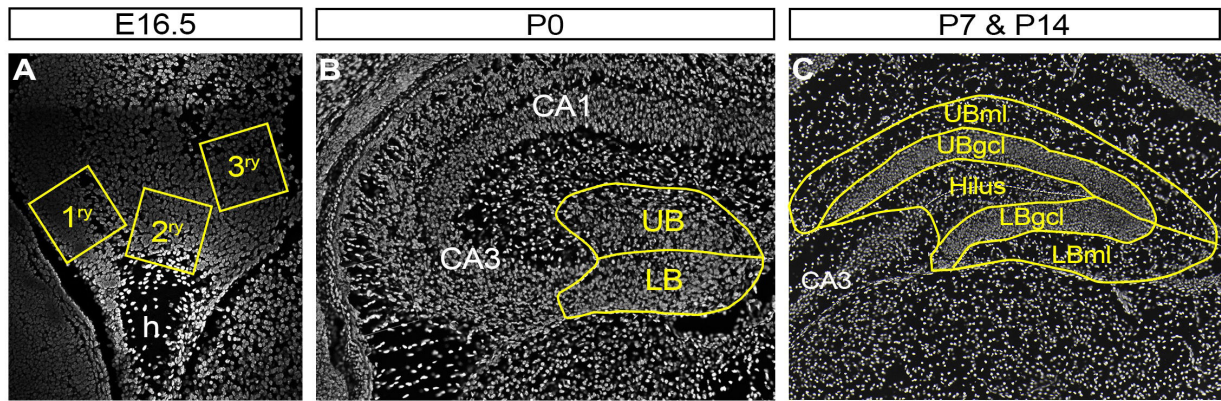 E16.5
P0
P7 & P14
A
1ry
2ry
3ry
h
B
CA1
CA3
UB
LB
C
UBml
UBgcl
Hilus
LBgcl
LBml
CA3